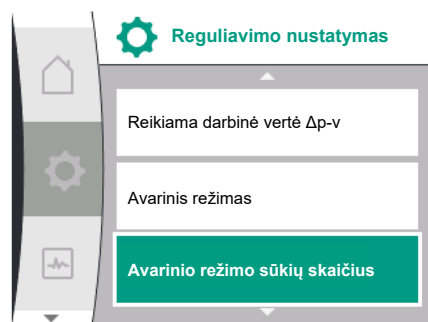 Reguliavimo nustatymas
Reikiama darbinė vertė Δp-v
Avarinis režimas
Avarinio režimo sūkių skaičius